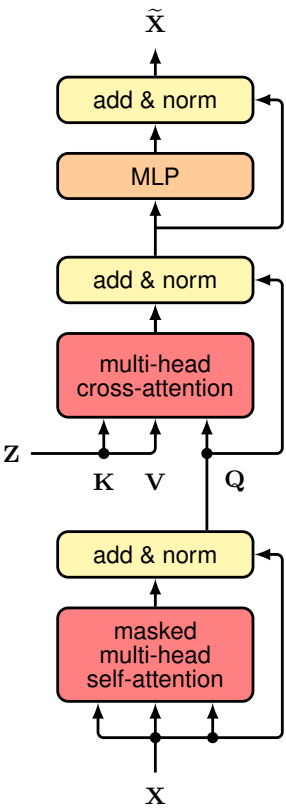 X̃
add & norm
MLP
add & norm
multi-head
cross-attention
Z
K V Q
add & norm
masked
multi-head
self-attention
X